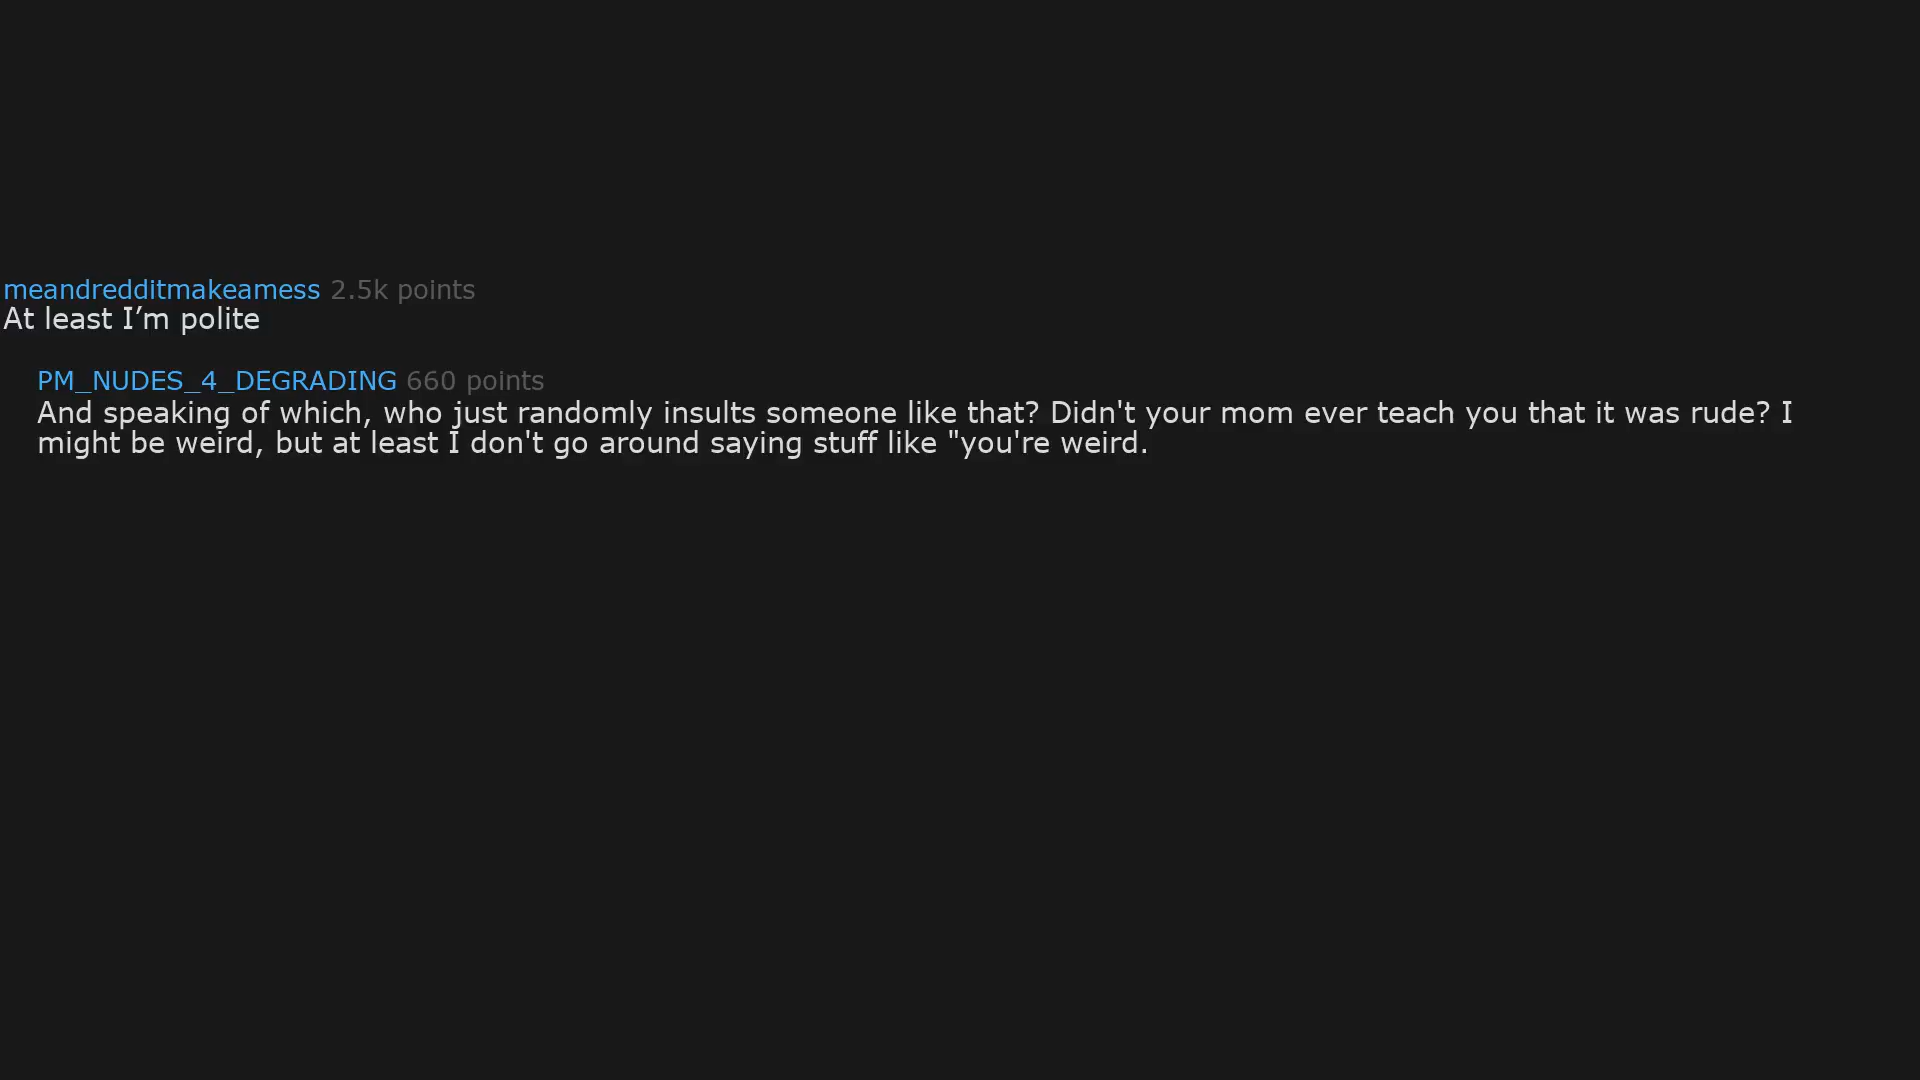 meandredditmakeamess 2.5k points
At least I’m polite
PM_NUDES_4_DEGRADING 660 points
And speaking of which, who just randomly insults someone like that? Didn't your mom ever teach you that it was rude? I
might be weird, but at least I don't go around saying stuff like "you're weird.